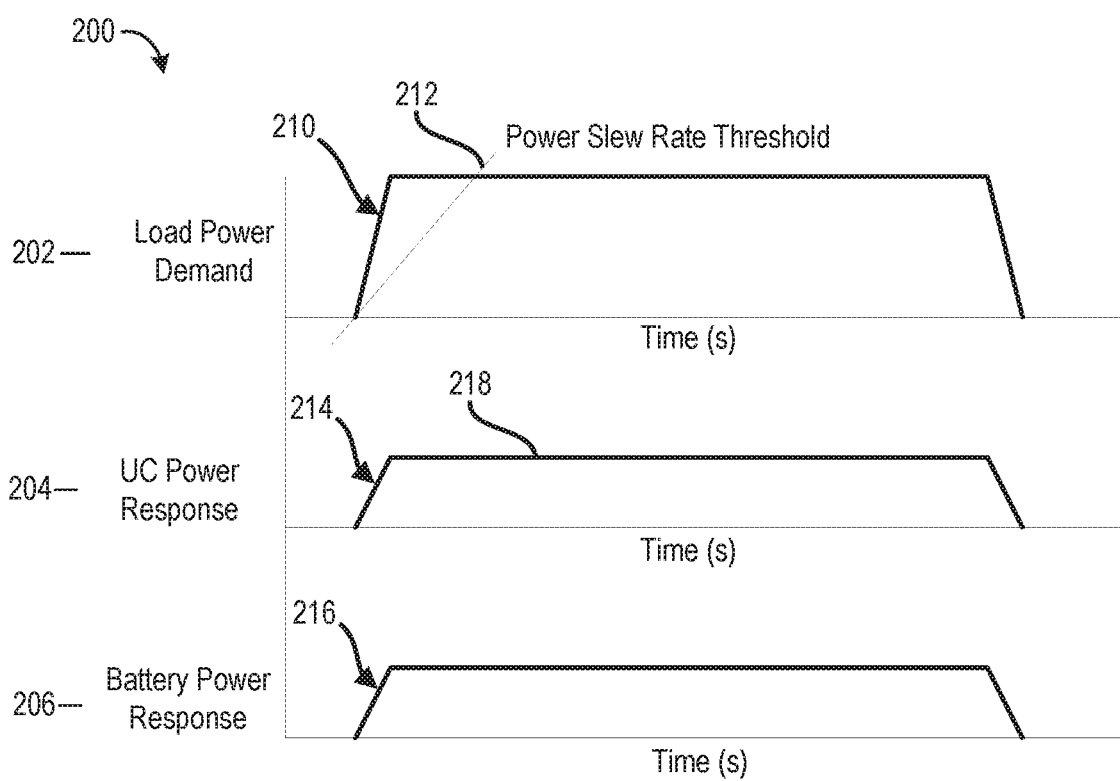 200
212
210
Power Slew Rate Threshold
202
Load Power
Demand
Time (s)
214
218
204
UC Power
Response
Time (s)
216
206
Battery Power
Response
Time (s)